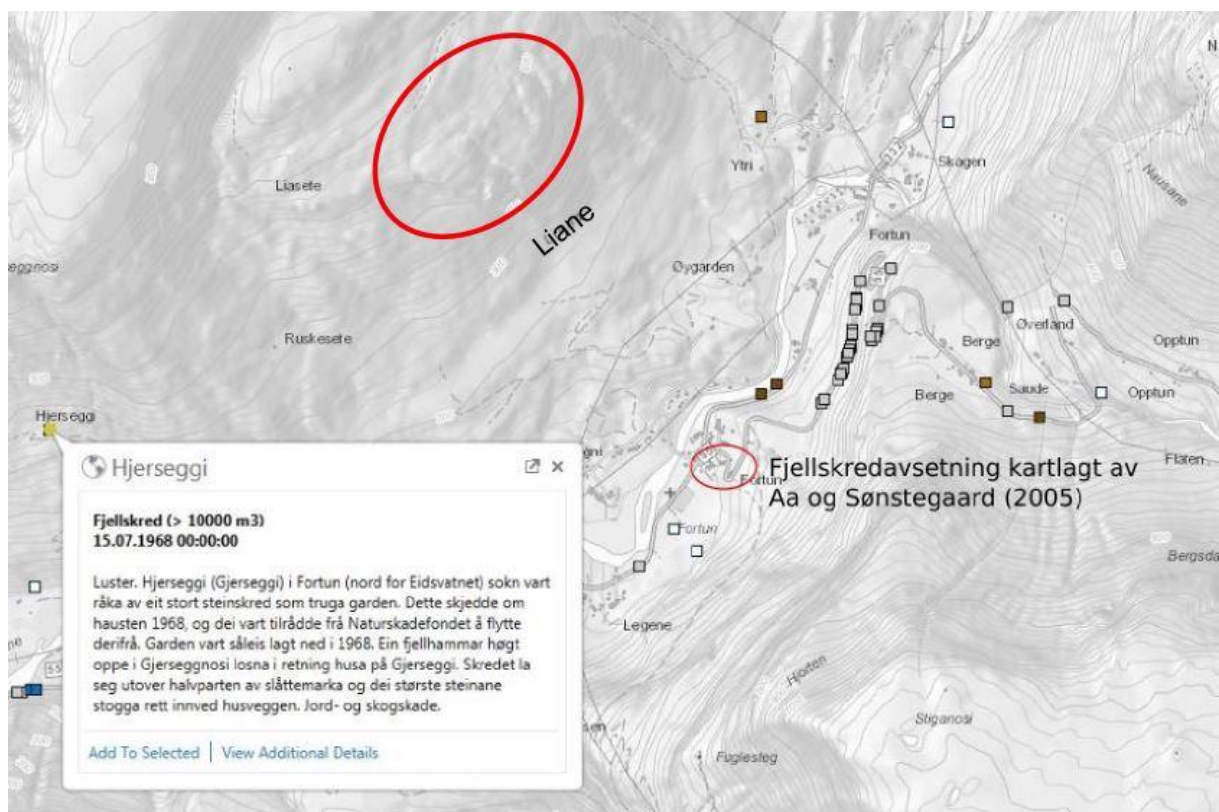 N
Ytri
Skagen
Nausane
Liasete
Liane
Fortun
Øygarden
Ruskesete
Berge
Øverland
Opptun
Berge
Saude
Opptun
Hjerseggi
Flaten
Fortun
Fjellskredavsetning kartlagt av
Aa og Sønstegaard (2005)
Fortun
Bergsda
Legene
Hjorten
Stiganosi
Fuglesteg
Hjerseggi
Fjellskred (> 10000 m3)
15.07.1968 00:00:00
Luster. Hjerseggi (Gjerseggi) i Fortun (nord for Eidsvatnet) sokn vart
råka av eit stort steinskred som truga garden. Dette skjedde om
hausten 1968, og dei vart tilrådde frå Naturskadefondet å flytte
derifrå. Garden vart såleis lagt ned i 1968. Ein fjellhammar høgt
oppe i Gjerseggnosi losna i retning husa på Gjerseggi. Skredet la
seg utover halvparten av slåttemarka og dei største steinane
stogga rett innved husveggen. Jord- og skogskade.
Add To Selected | View Additional Details